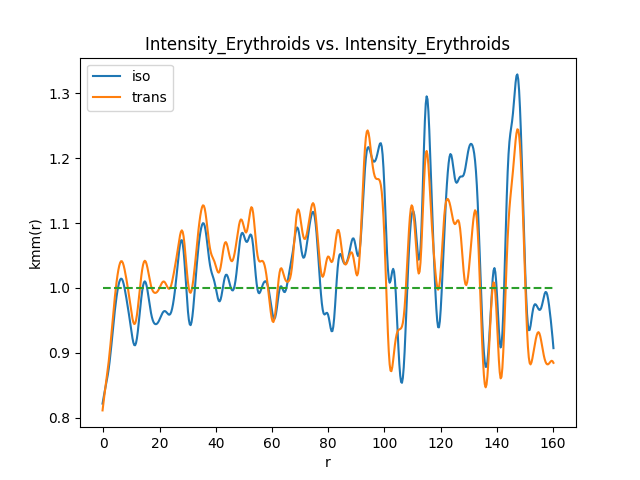 Intensity_Erythroids vs. Intensity_Erythroids
iso
trans
kmm(r)
1.3
1.2
1.1
1.0
0.9
0.8
0 20 40 60 80 100 120 140 160
r